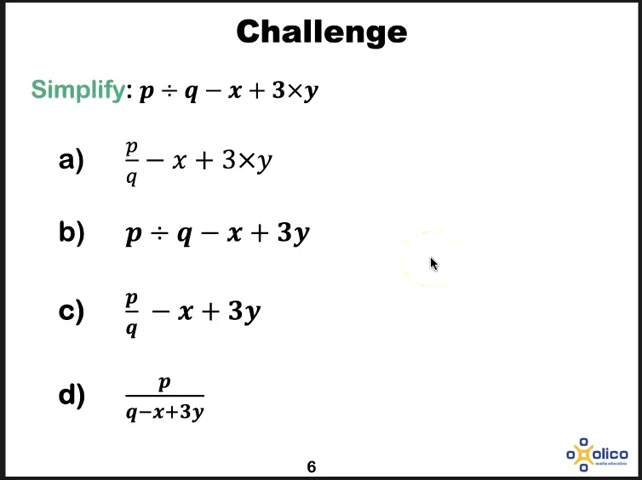 Challenge
Simplify: p ÷ q − x + 3×y
a) p/q − x + 3×y
b) p ÷ q − x + 3y
c) p/q − x + 3y
d) p/(q−x+3y)
6
olico